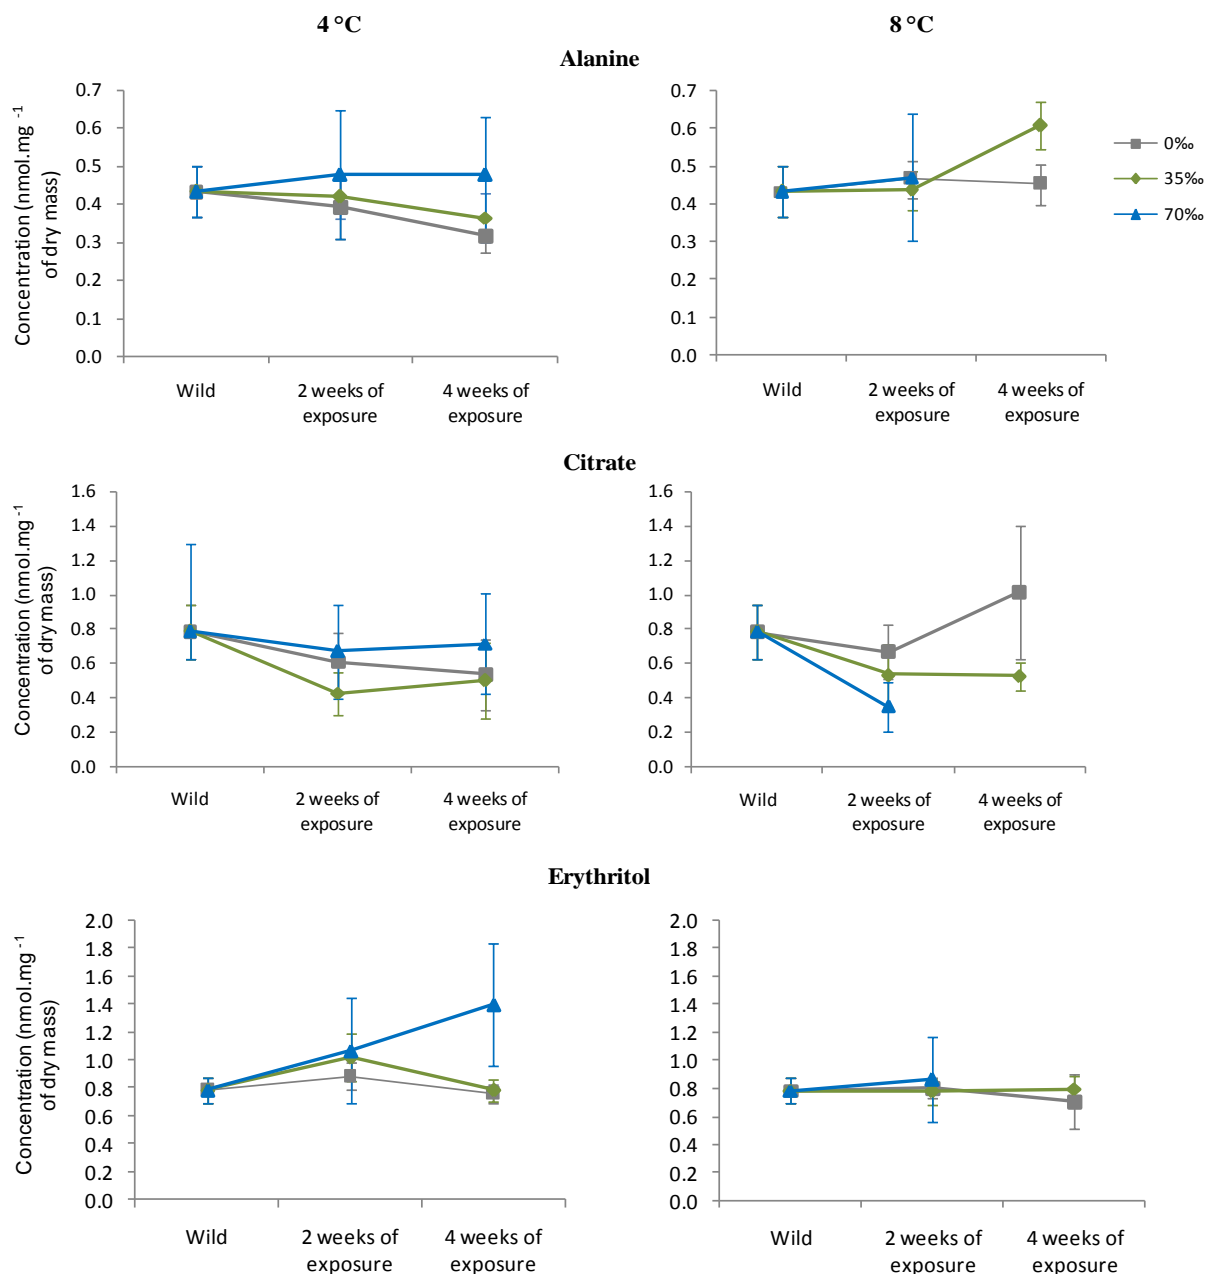 4 °C
8 °C
Alanine
Concentration (nmol.mg⁻¹
of dry mass)
0.7
0.6
0.5
0.4
0.3
0.2
0.1
0.0
Wild
2 weeks of
exposure
4 weeks of
exposure
0.7
0.6
0.5
0.4
0.3
0.2
0.1
0.0
Wild
2 weeks of
exposure
4 weeks of
exposure
0‰
35‰
70‰
Citrate
Concentration (nmol.mg⁻¹
of dry mass)
1.6
1.4
1.2
1.0
0.8
0.6
0.4
0.2
0.0
Wild
2 weeks of
exposure
4 weeks of
exposure
1.6
1.4
1.2
1.0
0.8
0.6
0.4
0.2
0.0
Wild
2 weeks of
exposure
4 weeks of
exposure
Erythritol
Concentration (nmol.mg⁻¹
of dry mass)
2.0
1.8
1.6
1.4
1.2
1.0
0.8
0.6
0.4
0.2
0.0
Wild
2 weeks of
exposure
4 weeks of
exposure
2.0
1.8
1.6
1.4
1.2
1.0
0.8
0.6
0.4
0.2
0.0
Wild
2 weeks of
exposure
4 weeks of
exposure